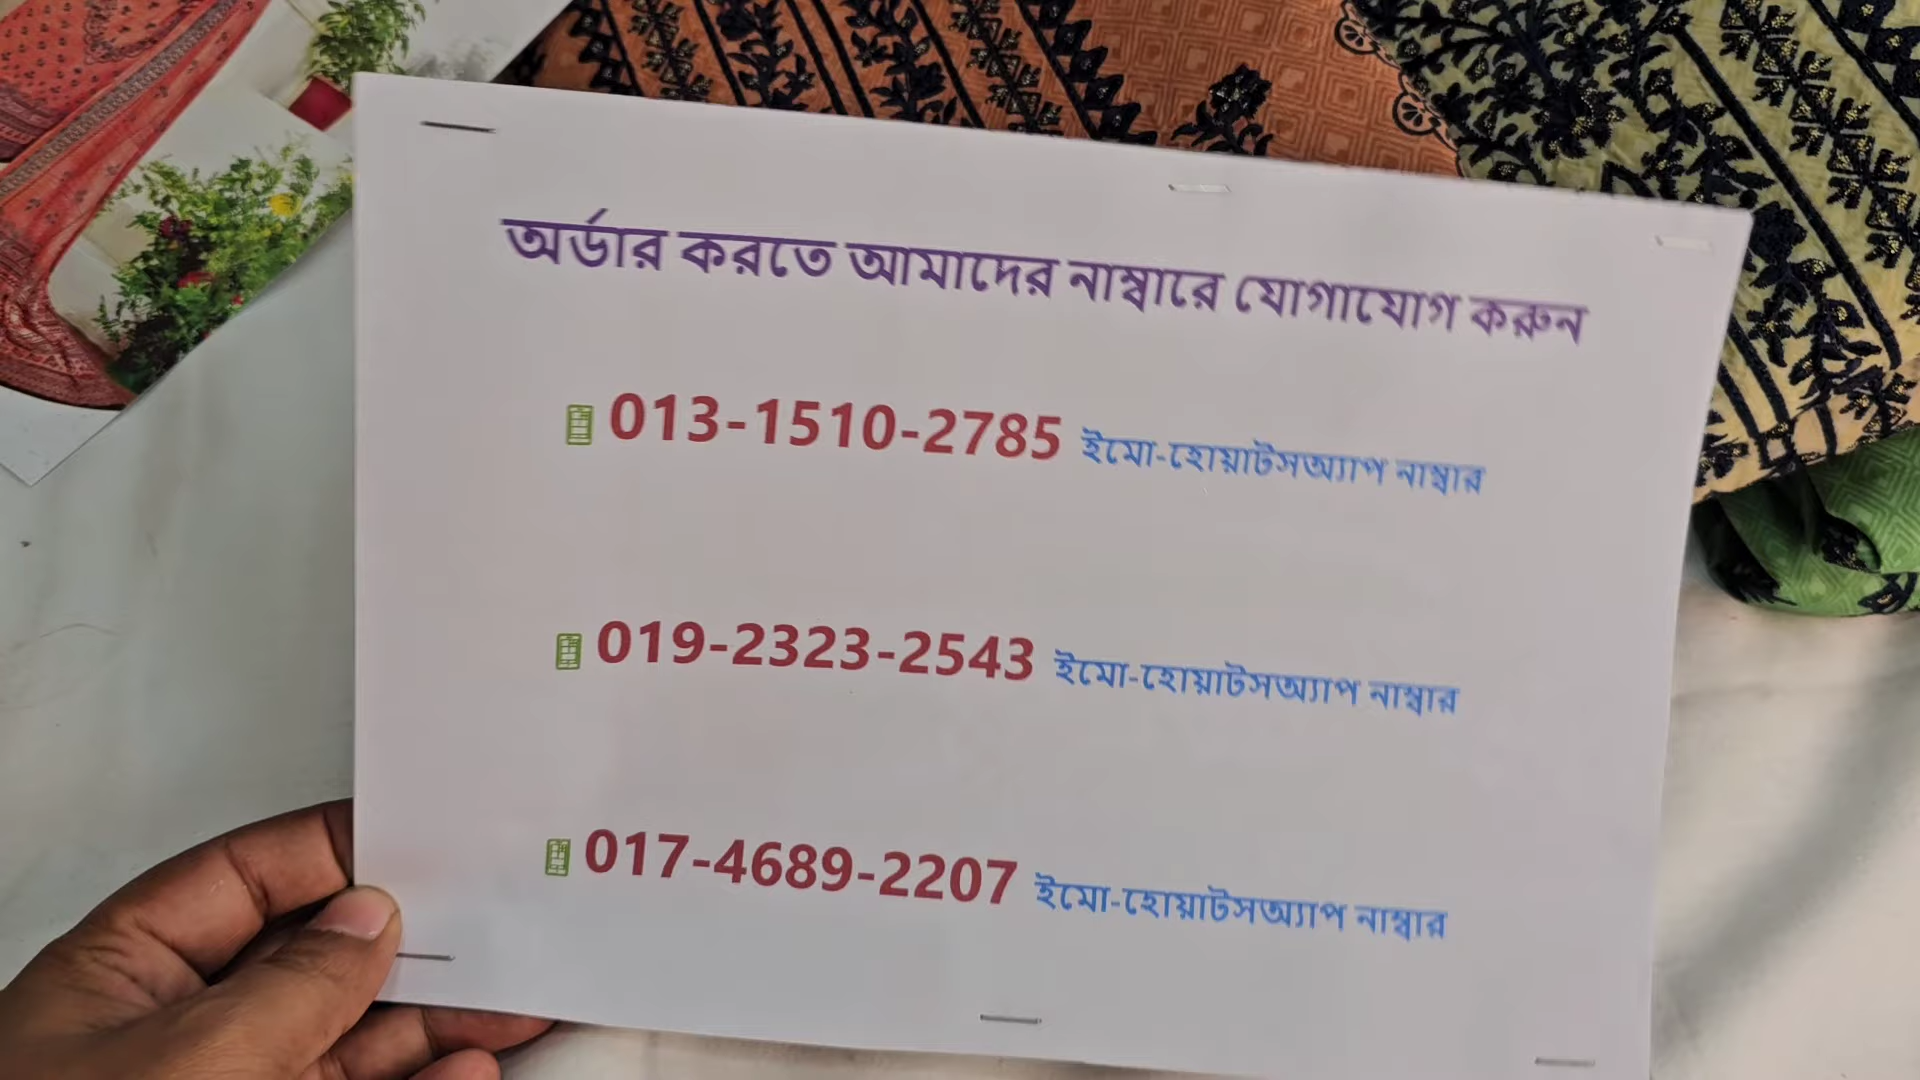 অর্ডার করতে আমাদের নাম্বারে যোগাযোগ করুন
013-1510-2785 ইমো-হোয়াটসঅ্যাপ নাম্বার
019-2323-2543 ইমো-হোয়াটসঅ্যাপ নাম্বার
017-4689-2207 ইমো-হোয়াটসঅ্যাপ নাম্বার